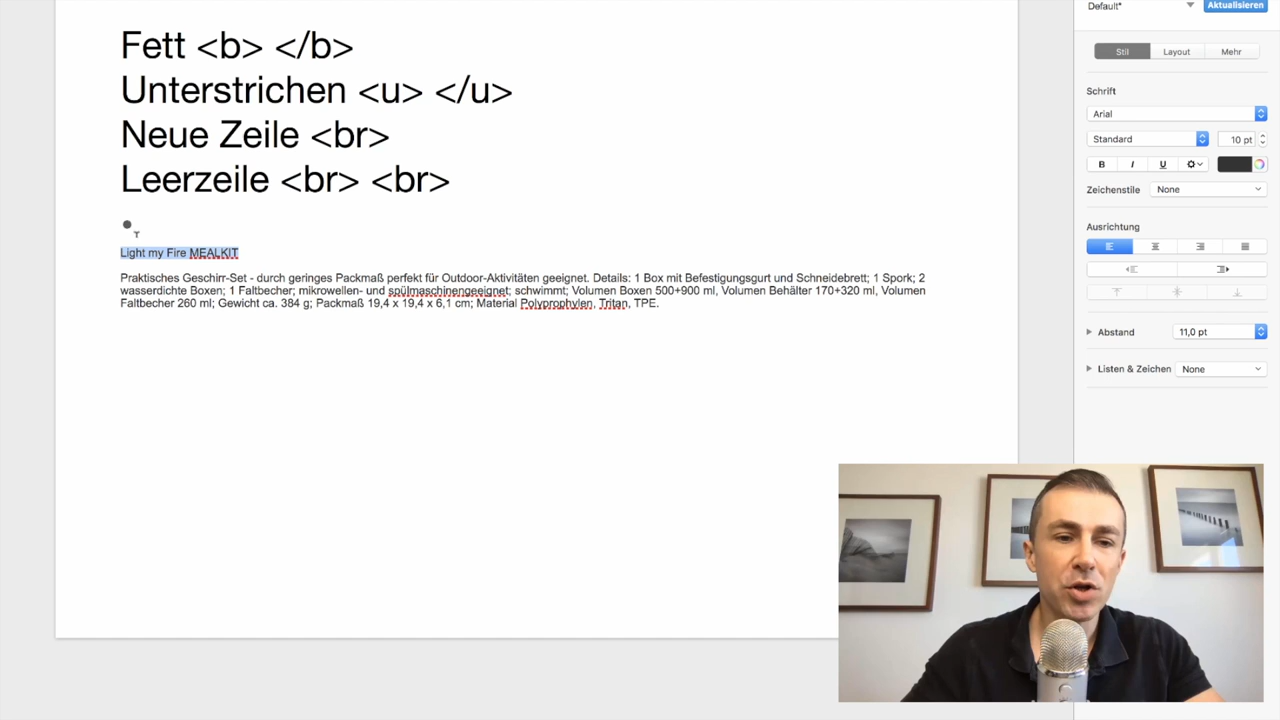 Default*
Aktualisieren
Fett <b> </b>
Unterstrichen <u> </u>
Neue Zeile <br>
Leerzeile <br> <br>
Light my Fire MEALKIT
Praktisches Geschirr-Set - durch geringes Packmaß perfekt für Outdoor-Aktivitäten geeignet. Details: 1 Box mit Befestigungsgurt und Schneidebrett; 1 Spork; 2
wasserdichte Boxen; 1 Faltbecher; mikrowellen- und spülmaschinengeeignet; schwimmt; Volumen Boxen 500+900 ml, Volumen Behälter 170+320 ml, Volumen
Faltbecher 260 ml; Gewicht ca. 384 g; Packmaß 19,4 x 19,4 x 6,1 cm; Material Polyprophylen, Tritan, TPE.
Stil Layout Mehr
Schrift
Arial
Standard 10 pt
B I U
Zeichenstile None
Ausrichtung
Abstand 11,0 pt
Listen & Zeichen None